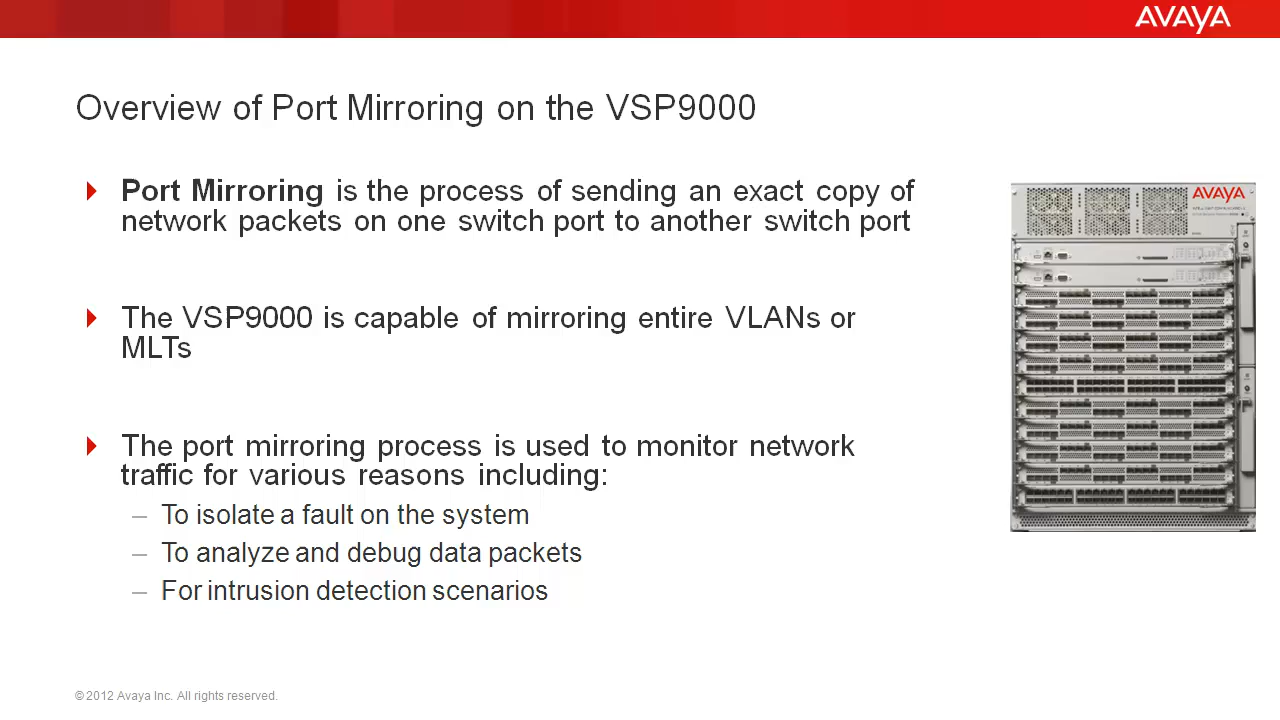 AVAYA
Overview of Port Mirroring on the VSP9000
Port Mirroring is the process of sending an exact copy of
network packets on one switch port to another switch port
The VSP9000 is capable of mirroring entire VLANs or
MLTs
The port mirroring process is used to monitor network
traffic for various reasons including:
– To isolate a fault on the system
– To analyze and debug data packets
– For intrusion detection scenarios
AVAYA
© 2012 Avaya Inc. All rights reserved.